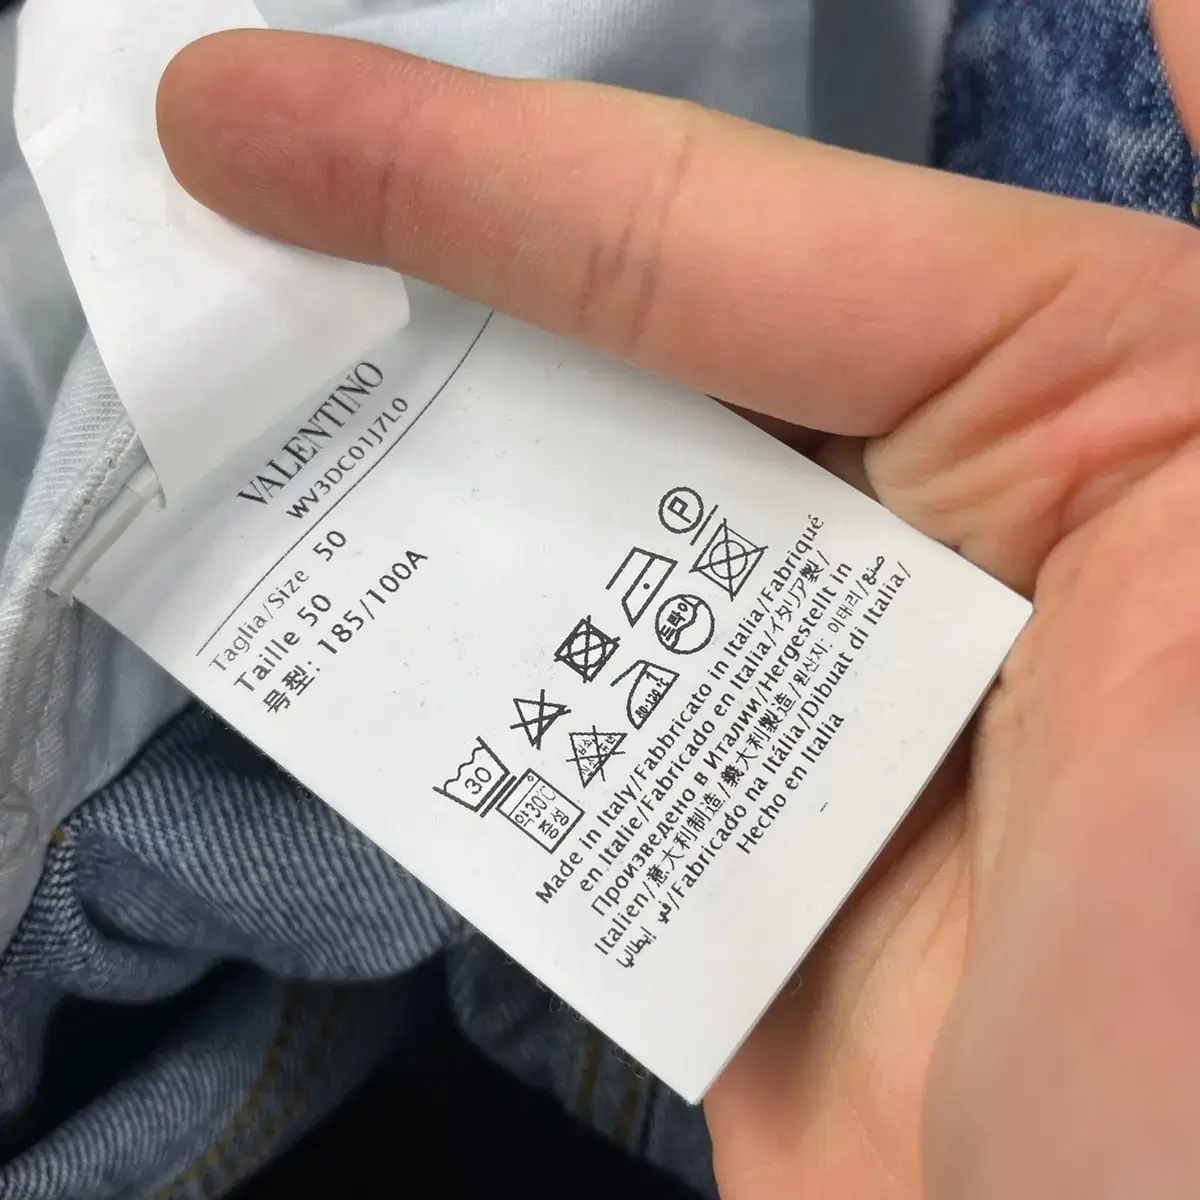 VALENTINO
WV3DC01J7L0
Taglia/Size 50
Taille 50
号型: 185/100A
P
30
드라이
80-120℃
약30℃
중성
Made in Italy/Fabbricato in Italia/Fabriqué
en Italie/Fabricado en Italia/イタリア製/
Произведено в Италии/Hergestellt in
Italien/意大利制造/義大利製造/원산지: 이태리/صنع
في إيطاليا/Fabricado na Itália/Dibuat di Italia/
Hecho en Italia